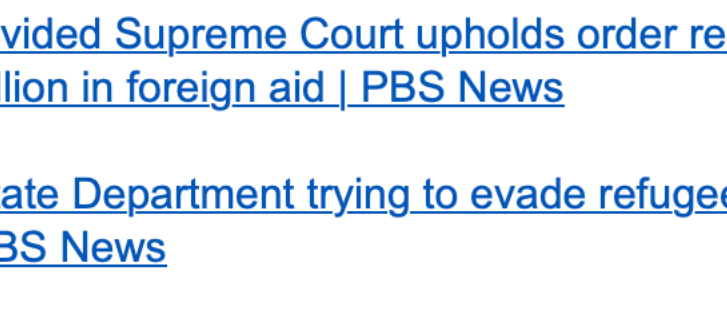 vided Supreme Court upholds order re
llion in foreign aid | PBS News
ate Department trying to evade refugee
BS News